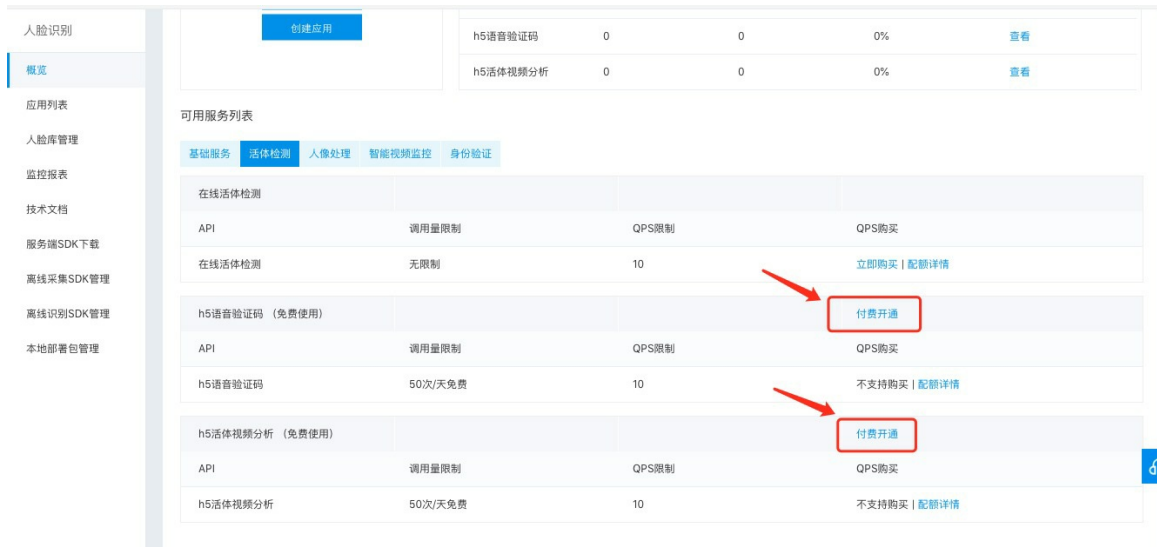 人脸识别
概览
应用列表
人脸库管理
监控报表
技术文档
服务端SDK下载
离线采集SDK管理
离线识别SDK管理
本地部署包管理
创建应用
h5语音验证码 0 0 0% 查看
h5活体视频分析 0 0 0% 查看
可用服务列表
基础服务 活体检测 人像处理 智能视频监控 身份验证
在线活体检测
API 调用量限制 QPS限制 QPS购买
在线活体检测 无限制 10 立即购买 | 配额详情
h5语音验证码 (免费使用) 付费开通
API 调用量限制 QPS限制 QPS购买
h5语音验证码 50次/天免费 10 不支持购买 | 配额详情
h5活体视频分析 (免费使用) 付费开通
API 调用量限制 QPS限制 QPS购买
h5活体视频分析 50次/天免费 10 不支持购买 | 配额详情